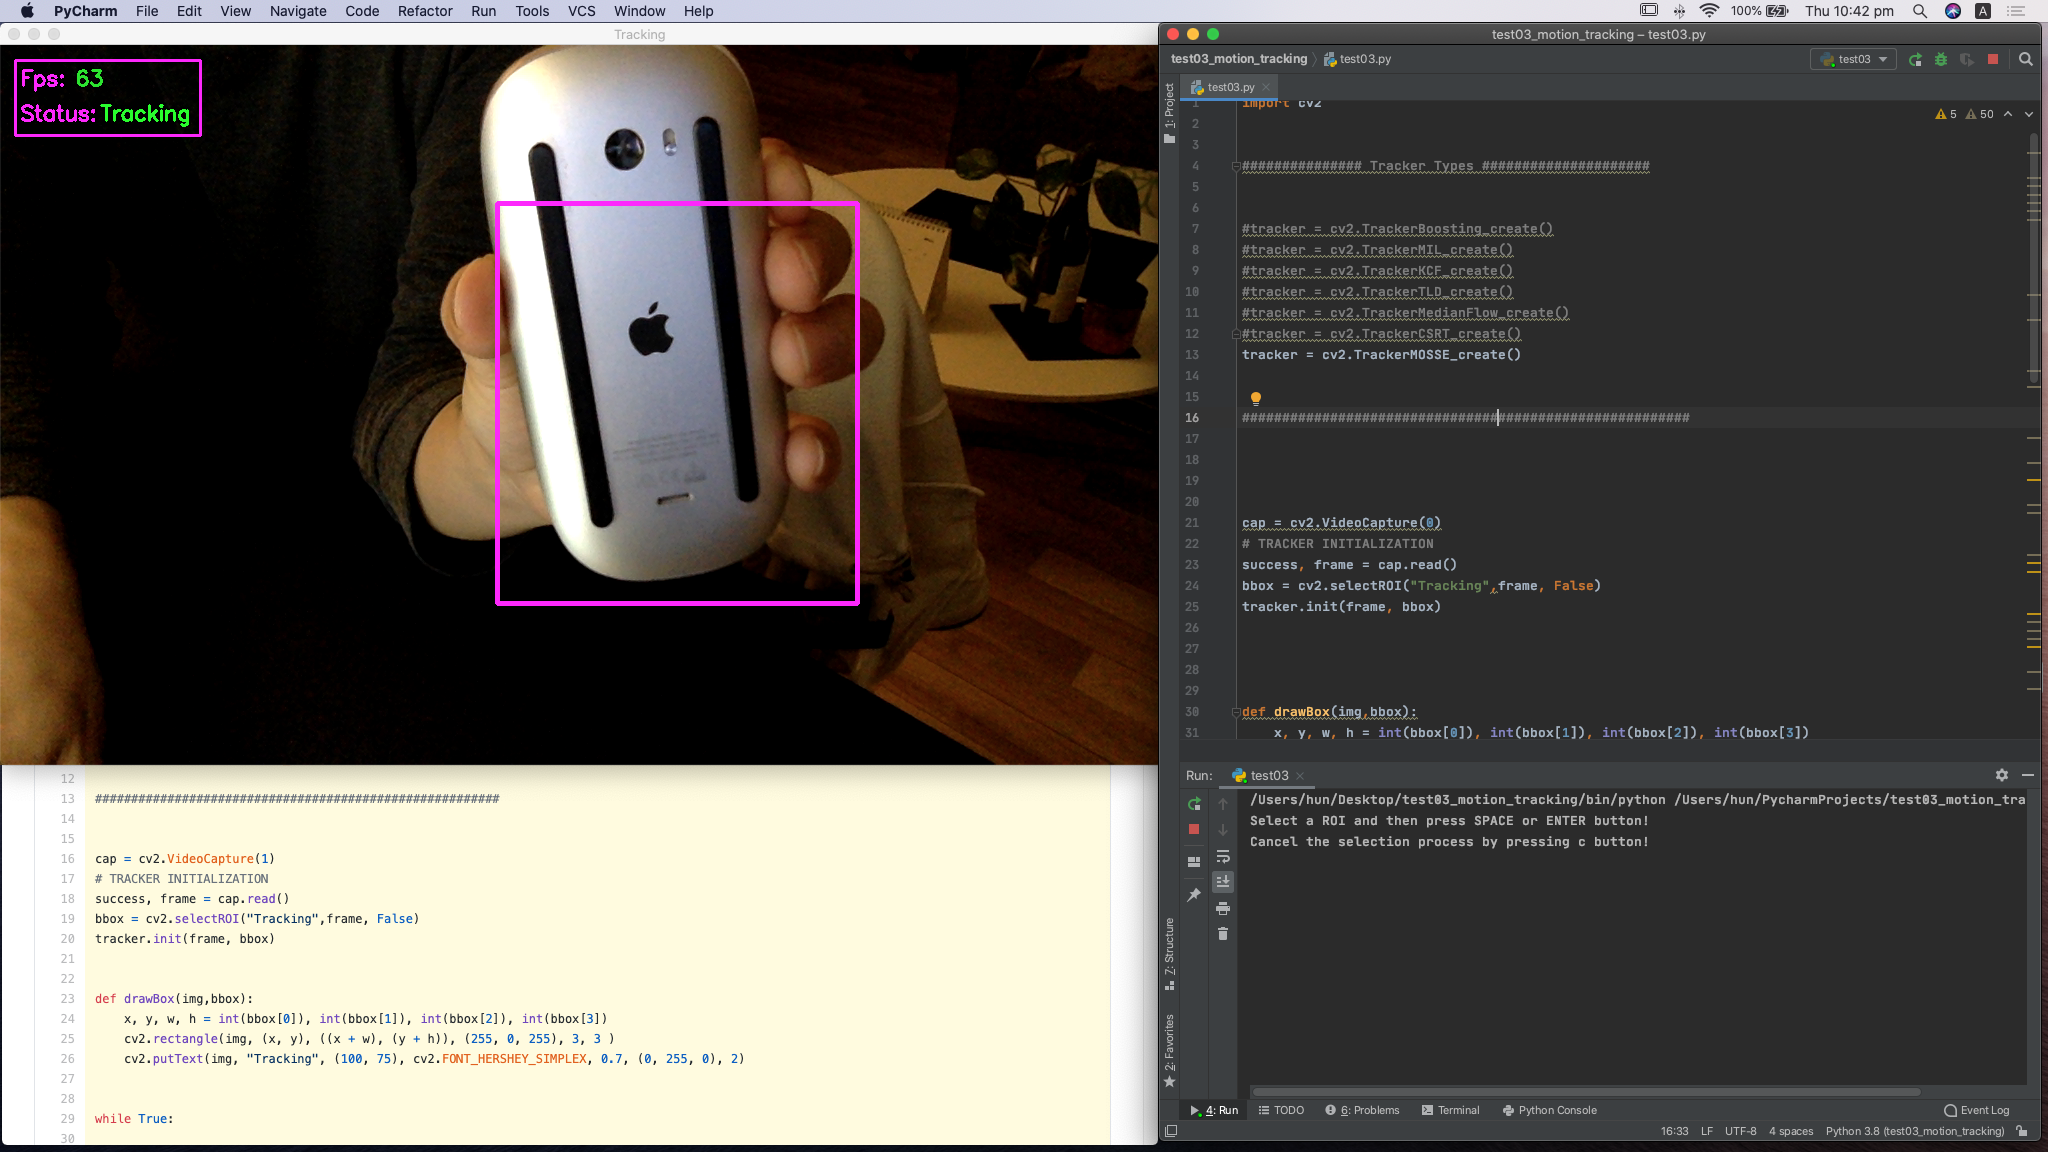 PyCharm File Edit View Navigate Code Refactor Run Tools VCS Window Help
100% Thu 10:42 pm A
Tracking
Fps: 63
Status: Tracking
test03_motion_tracking – test03.py
test03_motion_tracking test03.py
test03
test03.py
5 50
1: Project
1 import cv2
2
3
4 ############### Tracker Types #####################
5
6
7 #tracker = cv2.TrackerBoosting_create()
8 #tracker = cv2.TrackerMIL_create()
9 #tracker = cv2.TrackerKCF_create()
10 #tracker = cv2.TrackerTLD_create()
11 #tracker = cv2.TrackerMedianFlow_create()
12 #tracker = cv2.TrackerCSRT_create()
13 tracker = cv2.TrackerMOSSE_create()
14
15
16 ########################################################
17
18
19
20
21 cap = cv2.VideoCapture(0)
22 # TRACKER INITIALIZATION
23 success, frame = cap.read()
24 bbox = cv2.selectROI("Tracking",frame, False)
25 tracker.init(frame, bbox)
26
27
28
29
30 def drawBox(img,bbox):
31 x, y, w, h = int(bbox[0]), int(bbox[1]), int(bbox[2]), int(bbox[3])
Run: test03
/Users/hun/Desktop/test03_motion_tracking/bin/python /Users/hun/PycharmProjects/test03_motion_tra
Select a ROI and then press SPACE or ENTER button!
Cancel the selection process by pressing c button!
7: Structure
2: Favorites
4: Run TODO 6: Problems Terminal Python Console Event Log
16:33 LF UTF-8 4 spaces Python 3.8 (test03_motion_tracking)
12
13 ########################################################
14
15
16 cap = cv2.VideoCapture(1)
17 # TRACKER INITIALIZATION
18 success, frame = cap.read()
19 bbox = cv2.selectROI("Tracking",frame, False)
20 tracker.init(frame, bbox)
21
22
23 def drawBox(img,bbox):
24 x, y, w, h = int(bbox[0]), int(bbox[1]), int(bbox[2]), int(bbox[3])
25 cv2.rectangle(img, (x, y), ((x + w), (y + h)), (255, 0, 255), 3, 3 )
26 cv2.putText(img, "Tracking", (100, 75), cv2.FONT_HERSHEY_SIMPLEX, 0.7, (0, 255, 0), 2)
27
28
29 while True:
30